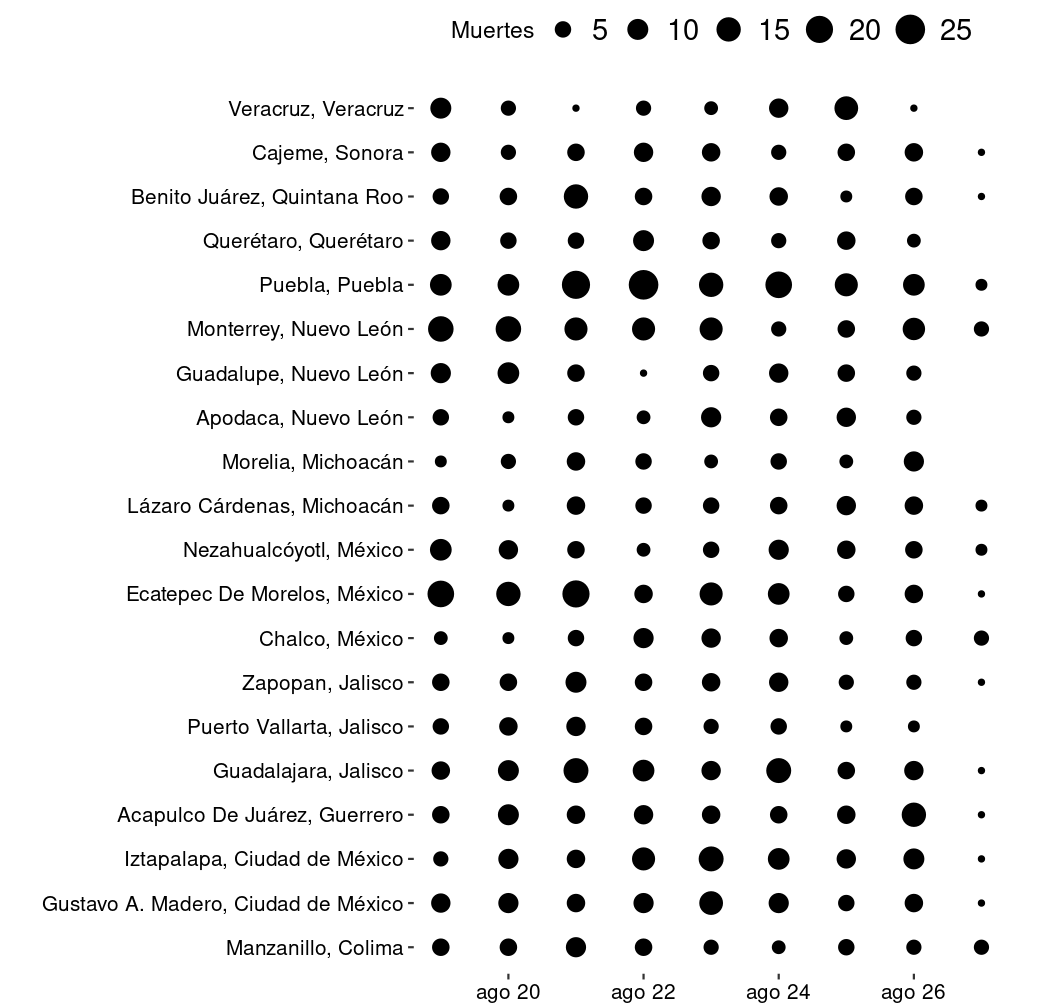 Muertes 5 10 15 20 25
Veracruz, Veracruz
Cajeme, Sonora
Benito Juárez, Quintana Roo
Querétaro, Querétaro
Puebla, Puebla
Monterrey, Nuevo León
Guadalupe, Nuevo León
Apodaca, Nuevo León
Morelia, Michoacán
Lázaro Cárdenas, Michoacán
Nezahualcóyotl, México
Ecatepec De Morelos, México
Chalco, México
Zapopan, Jalisco
Puerto Vallarta, Jalisco
Guadalajara, Jalisco
Acapulco De Juárez, Guerrero
Iztapalapa, Ciudad de México
Gustavo A. Madero, Ciudad de México
Manzanillo, Colima
ago 20 ago 22 ago 24 ago 26